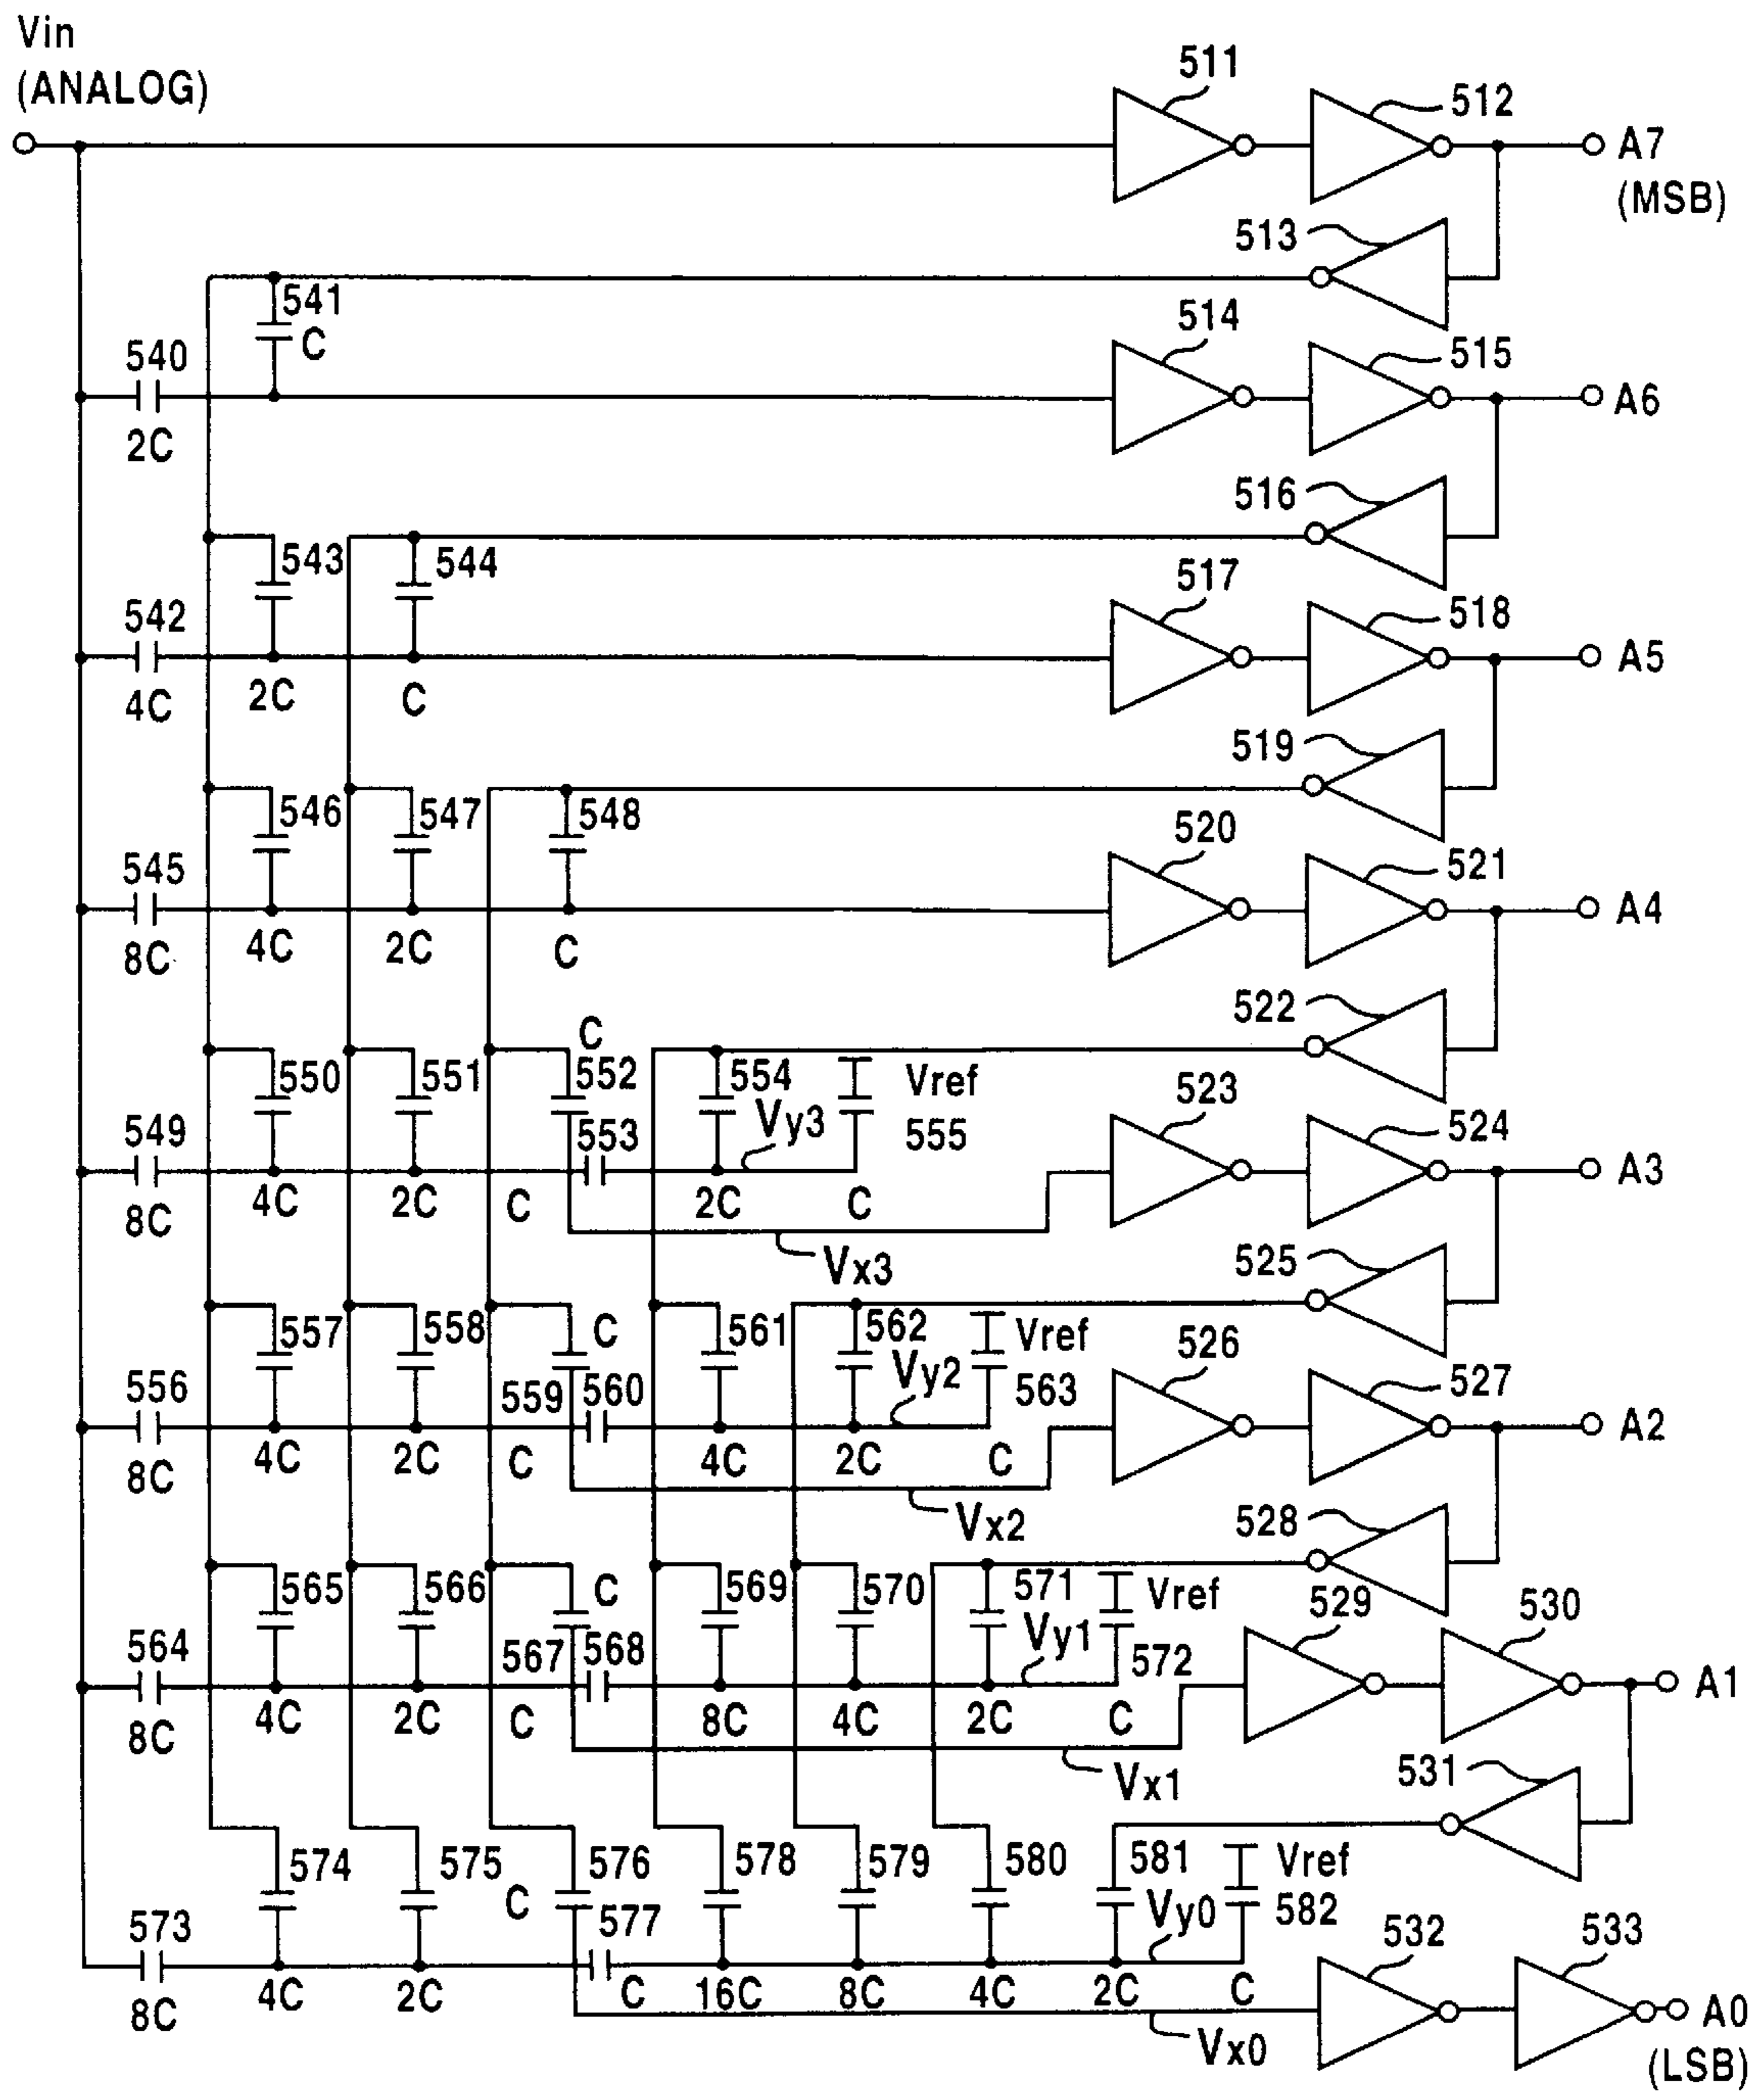 Vin
(ANALOG)
511
512
A7
(MSB)
513
541
C
514
515
540
A6
2C
516
543
544
517
518
542
A5
4C
2C
C
519
546
547
548
520
521
545
A4
8C
4C
2C
C
522
C
550
551
552
554
Vref
523
524
549
553
Vy3
555
A3
8C
4C
2C
C
2C
C
Vx3
525
557
558
C
561
562
Vref
526
527
556
559
560
Vy2
563
A2
8C
4C
2C
C
4C
2C
C
Vx2
528
565
566
C
569
570
571
Vref
529
530
564
567
568
Vy1
572
A1
8C
4C
2C
C
8C
4C
2C
C
Vx1
531
574
575
576
578
579
580
581
Vref
C
573
577
Vy0
582
532
533
8C
4C
2C
C
16C
8C
4C
2C
C
A0
(LSB)
Vx0